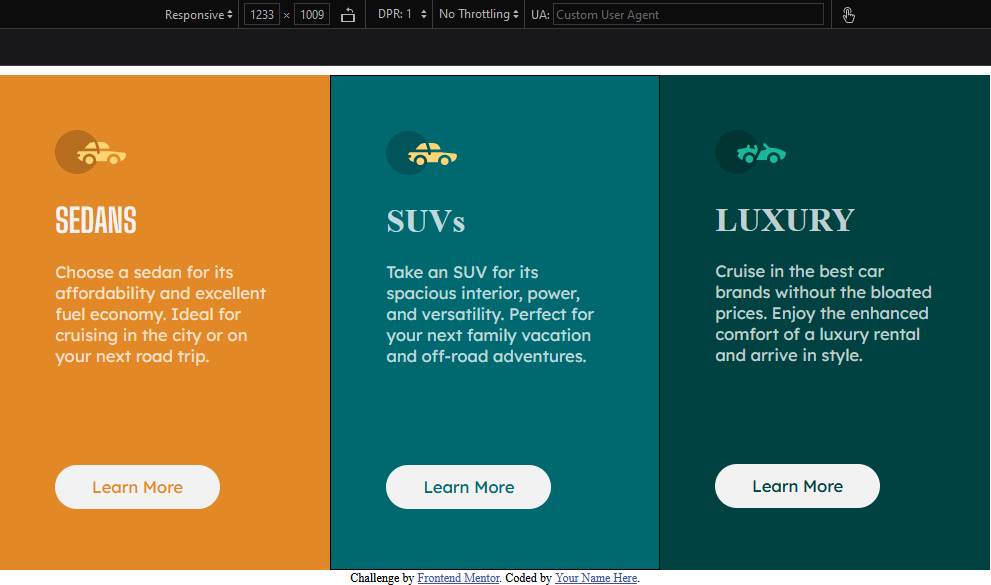 Responsive 1233 × 1009 DPR: 1 No Throttling UA: Custom User Agent
SEDANS
Choose a sedan for its
affordability and excellent
fuel economy. Ideal for
cruising in the city or on
your next road trip.
Learn More
SUVs
Take an SUV for its
spacious interior, power,
and versatility. Perfect for
your next family vacation
and off-road adventures.
Learn More
LUXURY
Cruise in the best car
brands without the bloated
prices. Enjoy the enhanced
comfort of a luxury rental
and arrive in style.
Learn More
Challenge by Frontend Mentor. Coded by Your Name Here.